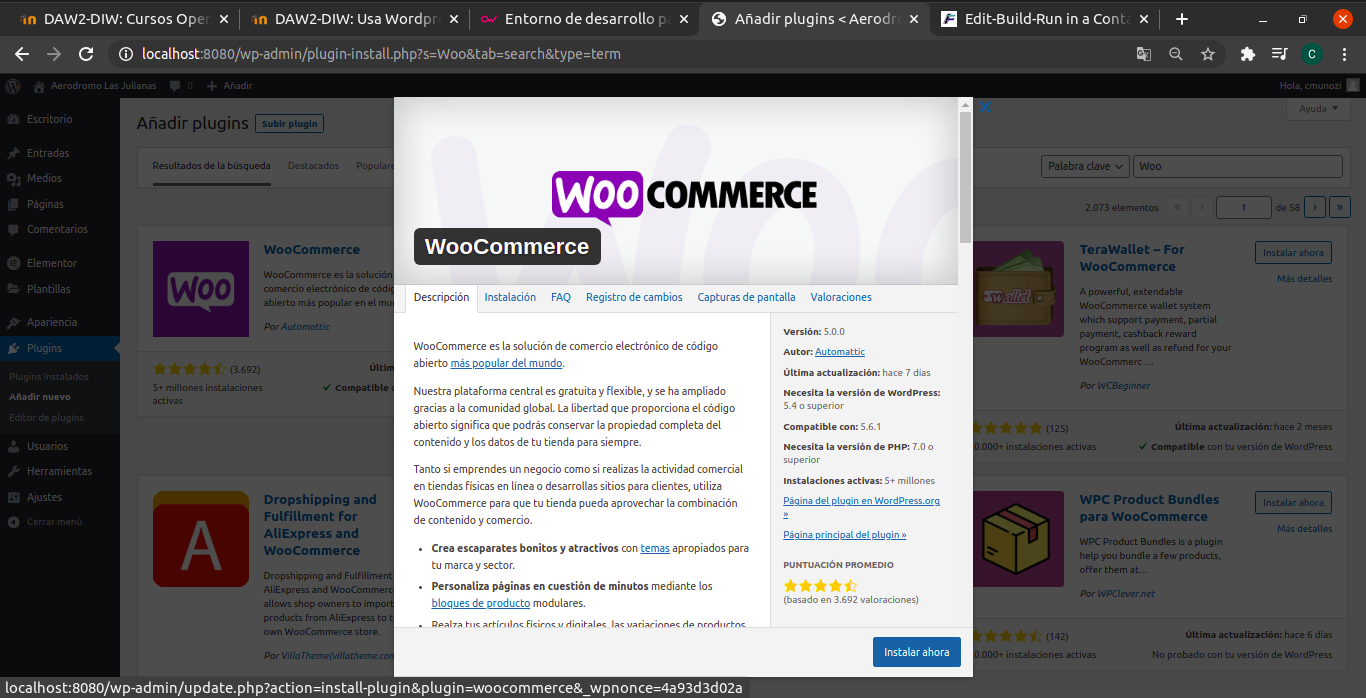 DAW2-DIW: Cursos Oper
DAW2-DIW: Usa Wordpr
Entorno de desarrollo pa
Añadir plugins < Aerodro
Edit-Build-Run in a Conta
localhost:8080/wp-admin/plugin-install.php?s=Woo&tab=search&type=term
C
Aerodromo Las Julianas
0
Añadir
Hola, cmunozi
Escritorio
Entradas
Medios
Páginas
Comentarios
Elementor
Plantillas
Apariencia
Plugins
Plugins instalados
Añadir nuevo
Editor de plugins
Usuarios
Herramientas
Ajustes
Cerrar menú
Añadir plugins
Subir plugin
Ayuda
Resultados de la búsqueda
Destacados
Populare
Palabra clave
Woo
2.073 elementos
«
‹
1
de 58
›
»
WOO
WooCommerce
WooCommerce es la solución
comercio electrónico de códig
abierto más popular en el mu
Por Automattic
(3.692)
5+ millones instalaciones
activas
Últim
Compatible c
A
Dropshipping and
Fulfillment for
AliExpress and
WooCommerce
Dropshipping and Fulfillment
AliExpress and WooCommerc
allows shop owners to import
products from AliExpress to t
own WooCommerce store.
Por VillaTheme(villatheme.com
WOO COMMERCE
WooCommerce
Descripción
Instalación
FAQ
Registro de cambios
Capturas de pantalla
Valoraciones
WooCommerce es la solución de comercio electrónico de código
abierto más popular del mundo.
Nuestra plataforma central es gratuita y flexible, y se ha ampliado
gracias a la comunidad global. La libertad que proporciona el código
abierto significa que podrás conservar la propiedad completa del
contenido y los datos de tu tienda para siempre.
Tanto si emprendes un negocio como si realizas la actividad comercial
en tiendas físicas en línea o desarrollas sitios para clientes, utiliza
WooCommerce para que tu tienda pueda aprovechar la combinación
de contenido y comercio.
• Crea escaparates bonitos y atractivos con temas apropiados para
tu marca y sector.
• Personaliza páginas en cuestión de minutos mediante los
bloques de producto modulares.
• Realza tus artículos físicos y digitales, las variaciones de productos,
Versión: 5.0.0
Autor: Automattic
Última actualización: hace 7 días
Necesita la versión de WordPress:
5.4 o superior
Compatible con: 5.6.1
Necesita la versión de PHP: 7.0 o
superior
Instalaciones activas: 5+ millones
Página del plugin en WordPress.org
»
Página principal del plugin »
PUNTUACIÓN PROMEDIO
(basado en 3.692 valoraciones)
Instalar ahora
Wallet
TeraWallet – For
WooCommerce
Instalar ahora
Más detalles
A powerful, extendable
WooCommerce wallet system
which support payment, partial
payment, cashback reward
program as well as refund for your
WooCommerc …
Por WCBeginner
(125)
0.000+ instalaciones activas
Última actualización: hace 2 meses
Compatible con tu versión de WordPress
WPC Product Bundles
para WooCommerce
Instalar ahora
Más detalles
WPC Product Bundles is a plugin
help you bundle a few products,
offer them at…
Por WPClever.net
(142)
0.000+ instalaciones activas
Última actualización: hace 6 días
No probado con tu versión de WordPress
localhost:8080/wp-admin/update.php?action=install-plugin&plugin=woocommerce&_wpnonce=4a93d3d02a